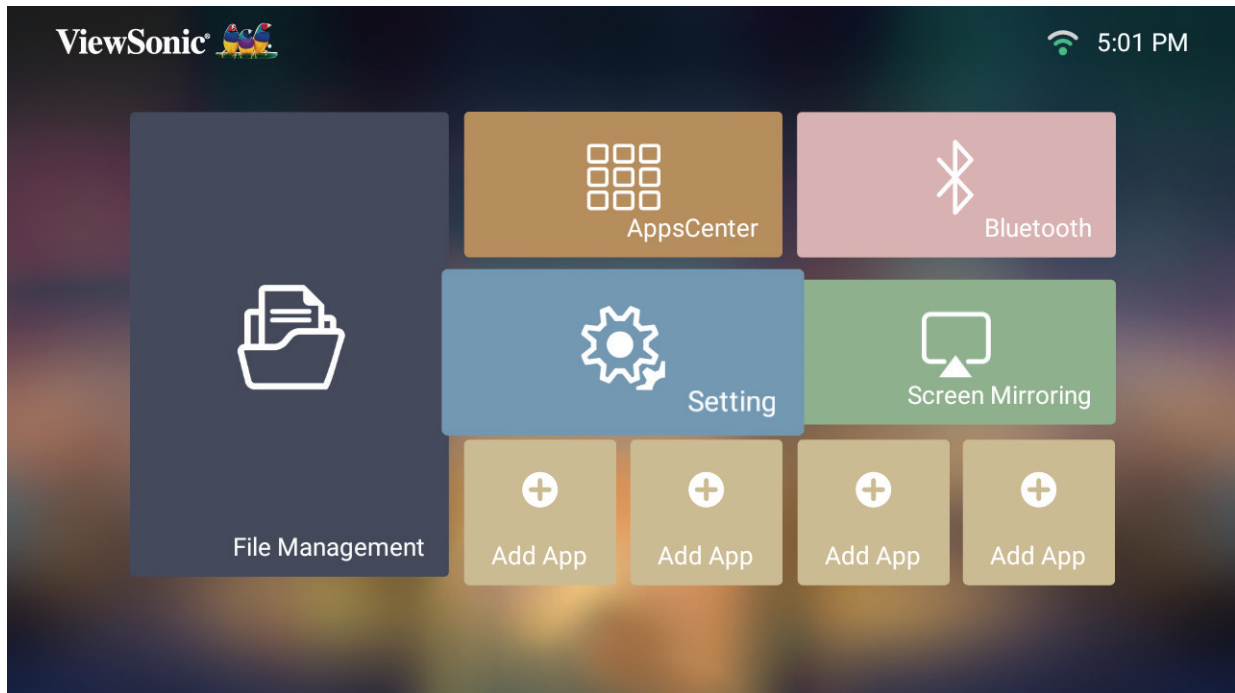 ViewSonic®
5:01 PM
AppsCenter
Bluetooth
Setting
Screen Mirroring
File Management
Add App
Add App
Add App
Add App